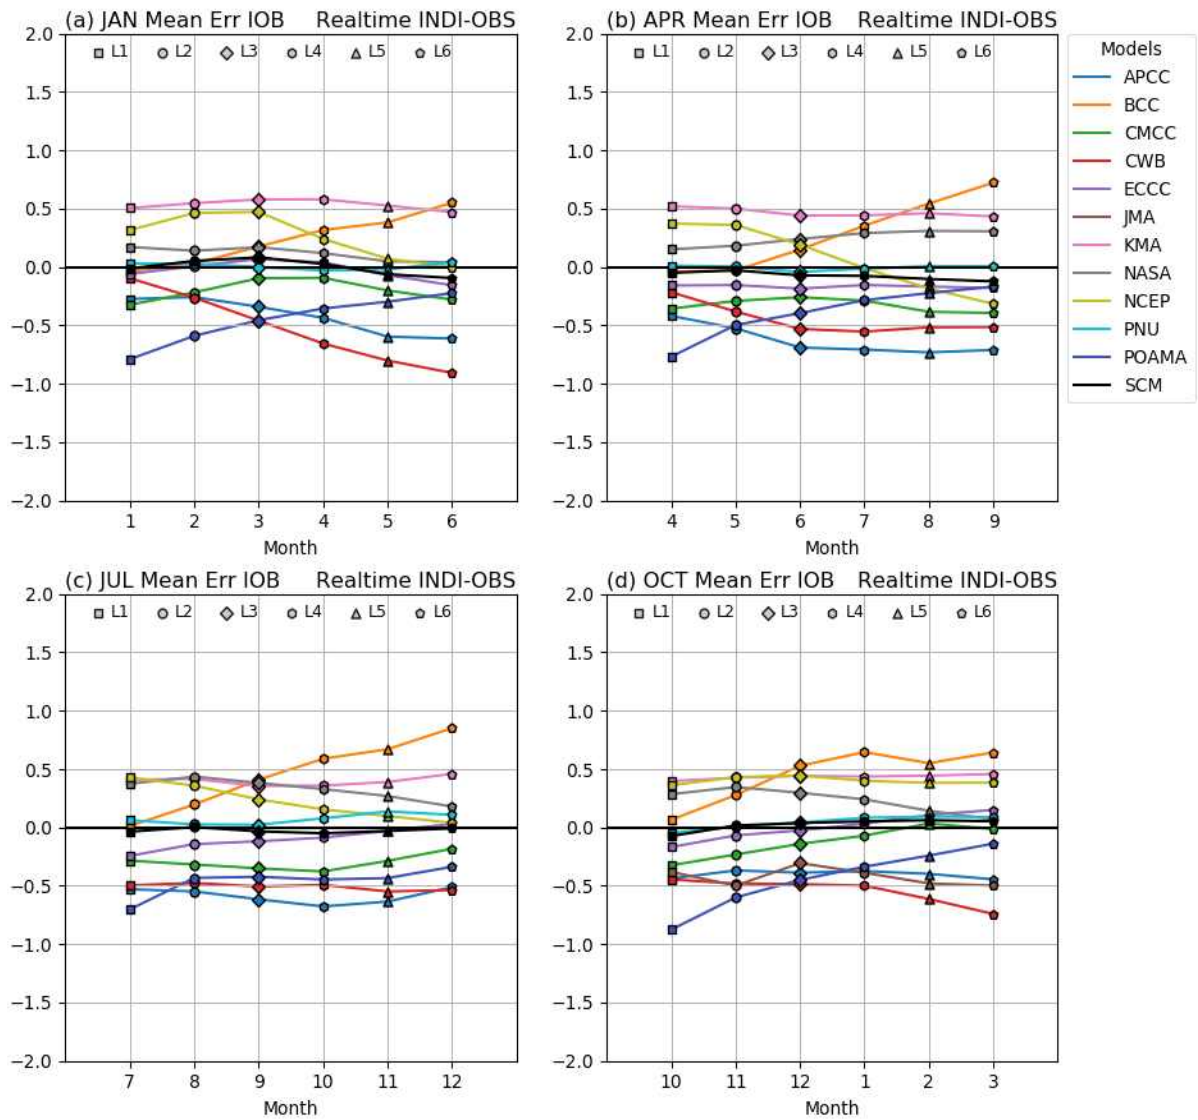 (a) JAN Mean Err IOB Realtime INDI-OBS
L1 L2 L3 L4 L5 L6
2.0
1.5
1.0
0.5
0.0
−0.5
−1.0
−1.5
−2.0
1 2 3 4 5 6
Month
(b) APR Mean Err IOB Realtime INDI-OBS
L1 L2 L3 L4 L5 L6
2.0
1.5
1.0
0.5
0.0
−0.5
−1.0
−1.5
−2.0
4 5 6 7 8 9
Month
Models
APCC
BCC
CMCC
CWB
ECCC
JMA
KMA
NASA
NCEP
PNU
POAMA
SCM
(c) JUL Mean Err IOB Realtime INDI-OBS
L1 L2 L3 L4 L5 L6
2.0
1.5
1.0
0.5
0.0
−0.5
−1.0
−1.5
−2.0
7 8 9 10 11 12
Month
(d) OCT Mean Err IOB Realtime INDI-OBS
L1 L2 L3 L4 L5 L6
2.0
1.5
1.0
0.5
0.0
−0.5
−1.0
−1.5
−2.0
10 11 12 1 2 3
Month